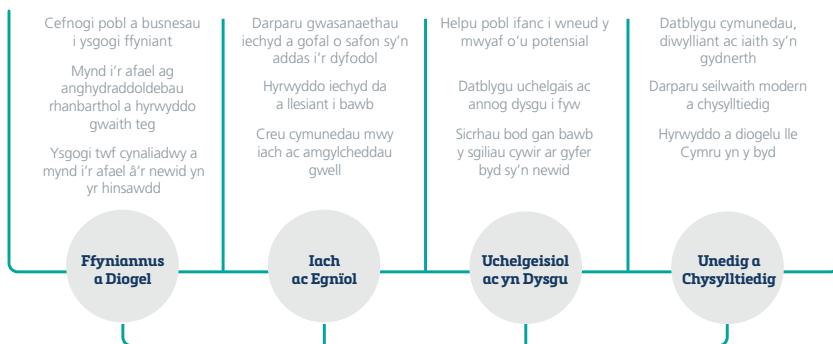 Cefnogi pobl a busnesau
i ysgogi ffyniant
Mynd i'r afael ag
anghydraddoldebau
rhanbarthol a hyrwyddo
gwaith teg
Ysgogi twf cynaliadwy a
mynd i'r afael â'r newid yn
yr hinsawdd
Ffyniannus
a Diogel
Darparu gwasanaethau
iechyd a gofal o safon sy'n
addas i'r dyfodol
Hyrwyddo iechyd da
a llesiant i bawb
Creu cymunedau mwy
iach ac amgylcheddau
gwell
Iach
ac Egnïol
Helpu pobl ifanc i wneud y
mwyaf o'u potensial
Datblygu uchelgais ac
annog dysgu i fyw
Sicrhau bod gan bawb
y sgiliau cywir ar gyfer
byd sy'n newid
Uchelgeisiol
ac yn Dysgu
Datblygu cymunedau,
diwylliant ac iaith sy'n
gydnerth
Darparu seilwaith modern
a chysylltiedig
Hyrwyddo a diogelu lle
Cymru yn y byd
Unedig a
Chysylltiedig